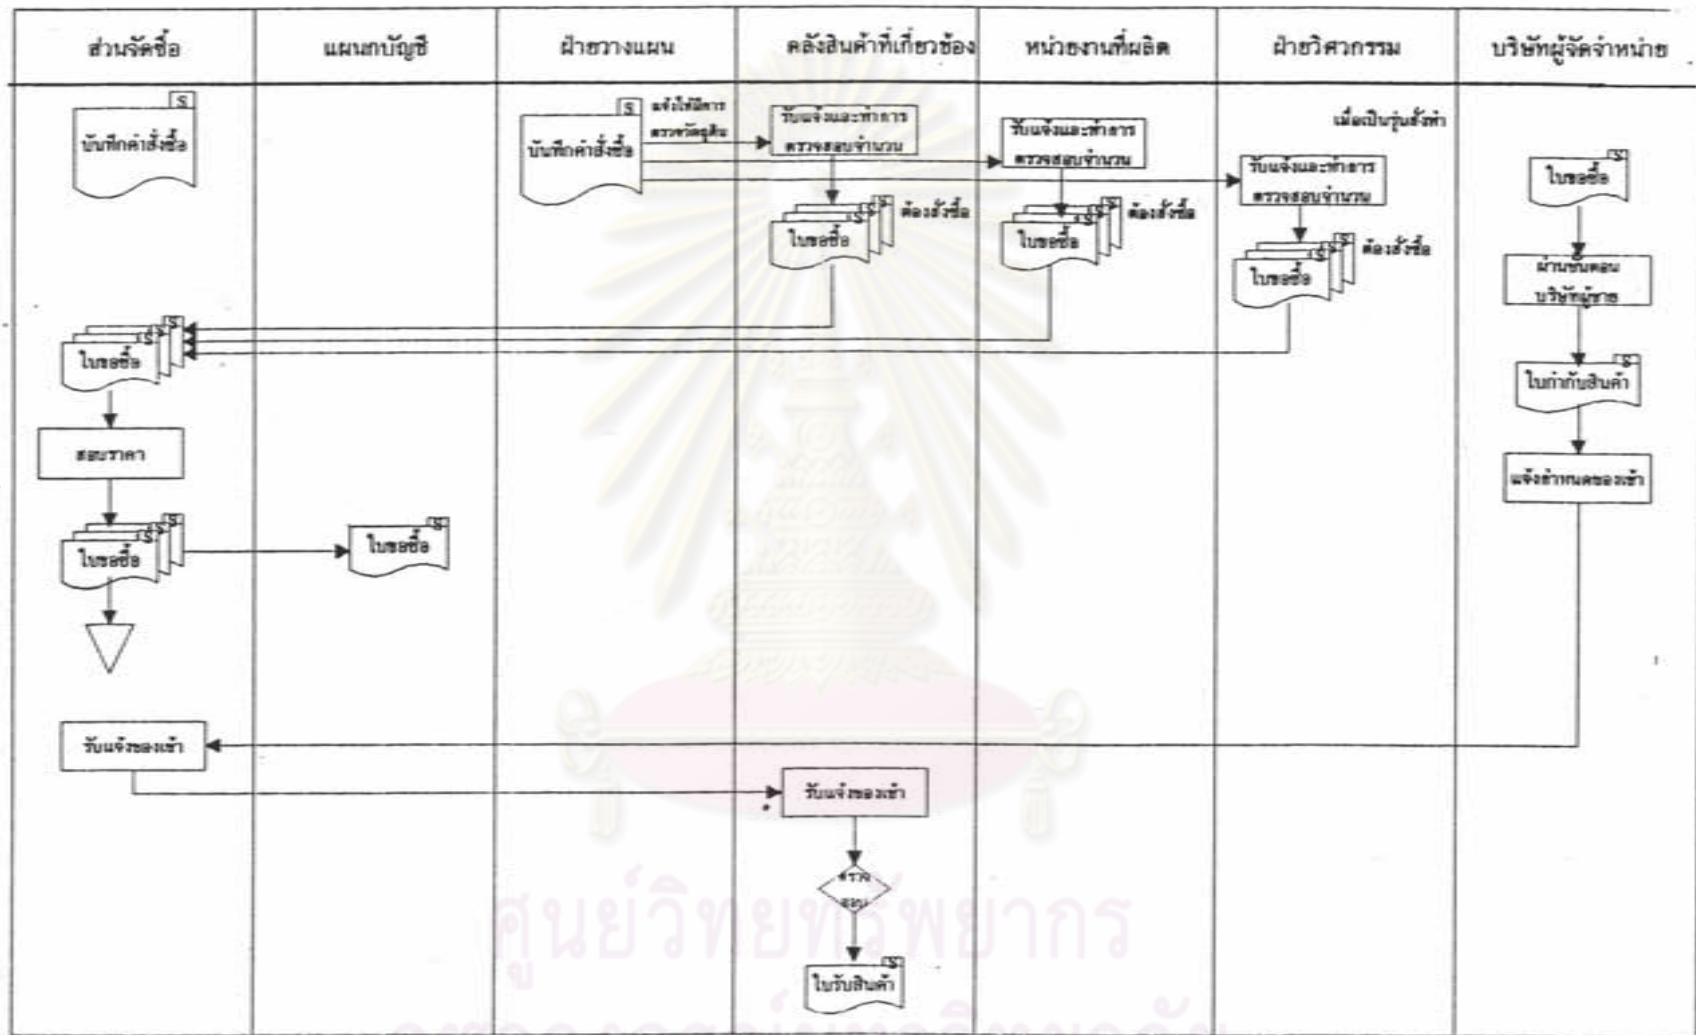 ส่วนจัดซื้อ
แผนกบัญชี
ฝ่ายวางแผน
คลังสินค้าที่เกี่ยวข้อง
หน่วยงานที่ผลิต
ฝ่ายวิศวกรรม
บริษัทผู้จัดจำหน่าย
S
บันทึกคำสั่งซื้อ
S
บันทึกคำสั่งซื้อ
แจ้งให้มีการ
ตรวจวัตถุดิบ
รับแจ้งและทำการ
ตรวจสอบจำนวน
รับแจ้งและทำการ
ตรวจสอบจำนวน
เมื่อเป็นรุ่นสั่งทำ
รับแจ้งและทำการ
ตรวจสอบจำนวน
S
ใบขอซื้อ
S
S
S
ใบขอซื้อ
ต้องสั่งซื้อ
S
S
S
ใบขอซื้อ
ต้องสั่งซื้อ
S
S
S
ใบขอซื้อ
ต้องสั่งซื้อ
ผ่านขั้นตอน
บริษัทผู้ขาย
S
S
S
ใบขอซื้อ
S
ใบกำกับสินค้า
สอบราคา
แจ้งกำหนดของเข้า
S
S
S
ใบขอซื้อ
S
ใบขอซื้อ
รับแจ้งของเข้า
รับแจ้งของเข้า
ตรวจ
สอบ
S
ใบรับสินค้า
ศูนย์วิทยทรัพยากร
จุฬาลงกรณ์มหาวิทยาลัย